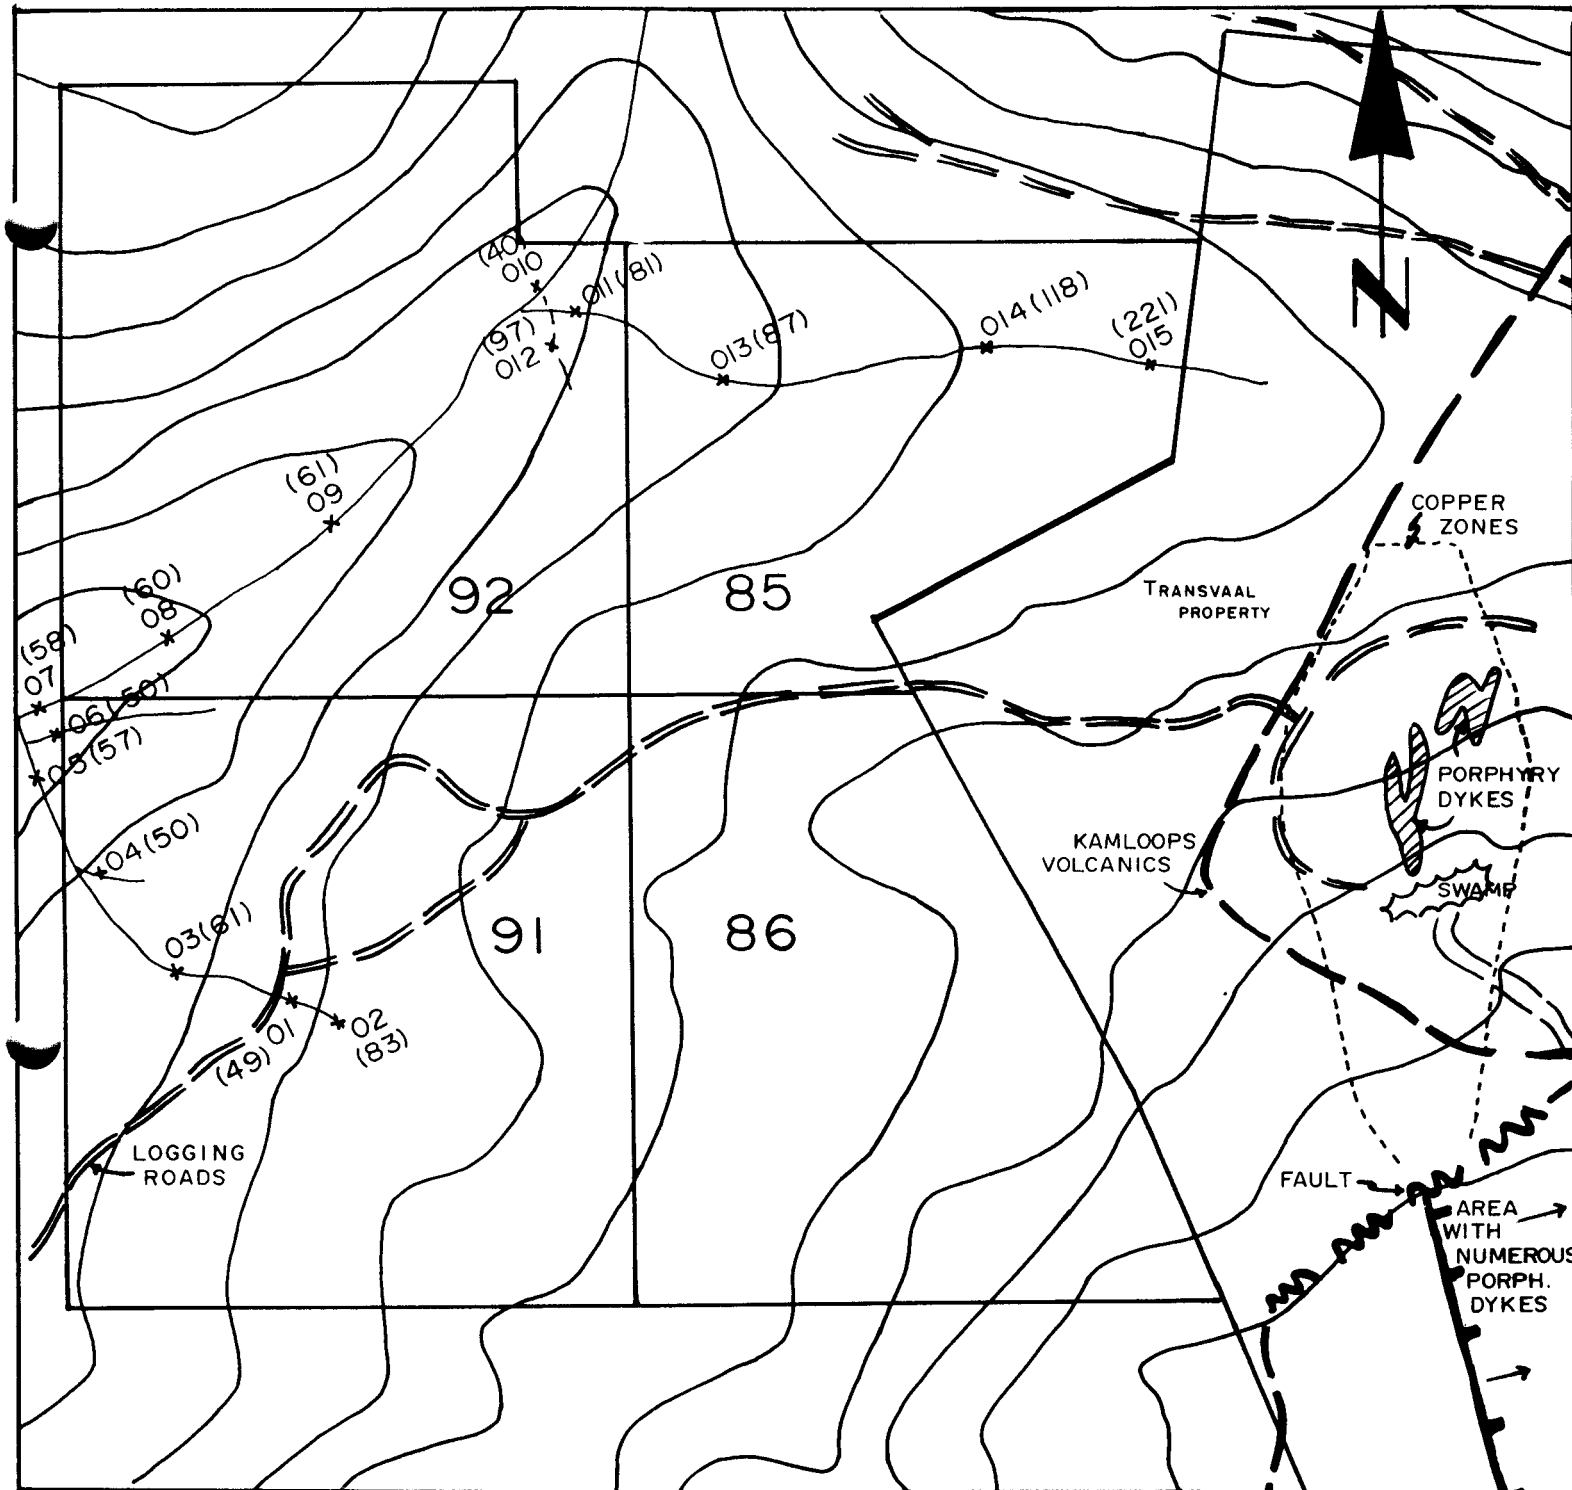 N
(40)
010
011(81)
(97)
012
013(87)
014(118)
(221)
015
(61)
09
COPPER
ZONES
(60)
08
92
85
TRANSVAAL
PROPERTY
(58)
07
06(50)
05(57)
PORPHYRY
DYKES
04(50)
KAMLOOPS
VOLCANICS
SWAMP
03(61)
91
86
01
(49)
02
(83)
LOGGING
ROADS
FAULT
AREA
WITH
NUMEROUS
PORPH.
DYKES